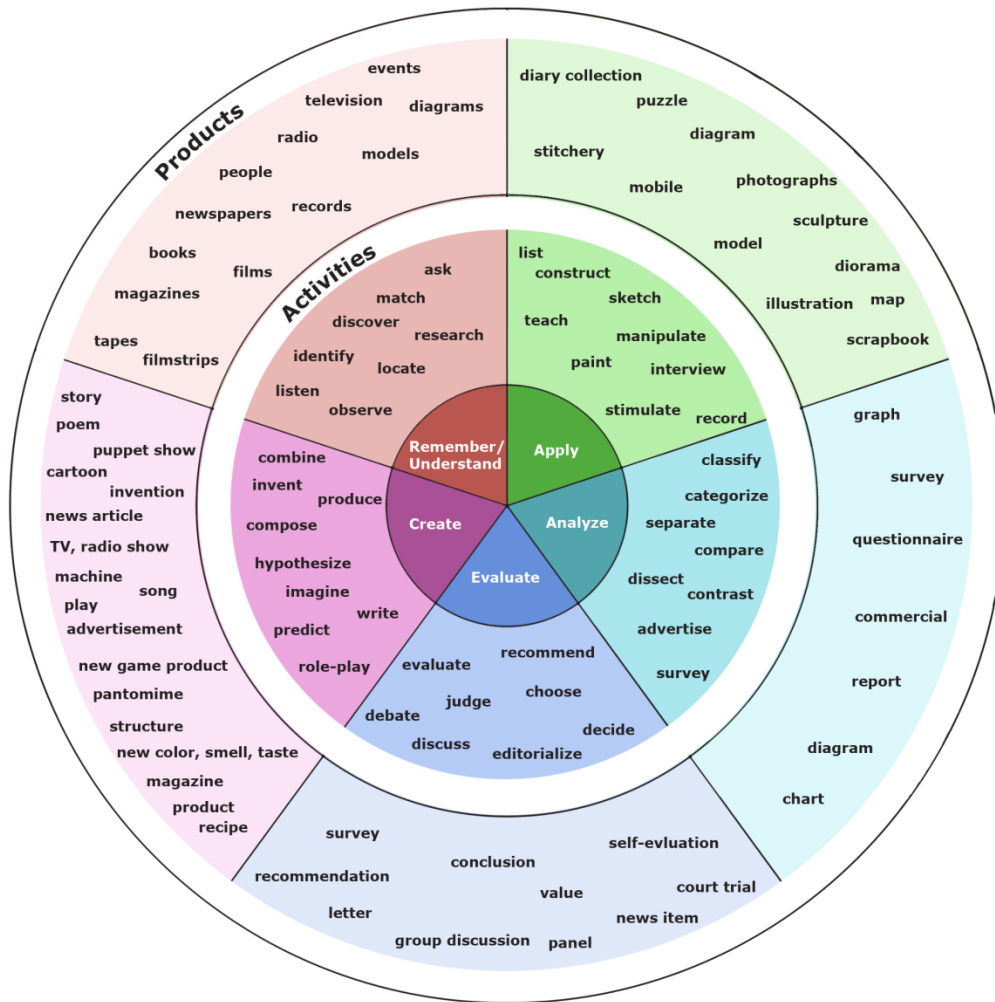 Products
events
television
diagrams
radio
models
people
records
newspapers
books
films
magazines
tapes
filmstrips
diary collection
puzzle
diagram
stitchery
photographs
mobile
sculpture
model
diorama
illustration
map
scrapbook
graph
survey
questionnaire
commercial
report
diagram
chart
survey
self-evluation
conclusion
recommendation
court trial
value
letter
news item
group discussion
panel
story
poem
puppet show
cartoon
invention
news article
TV, radio show
machine
song
play
advertisement
new game product
pantomime
structure
new color, smell, taste
magazine
product
recipe
Activities
ask
match
discover
research
identify
locate
listen
observe
list
construct
sketch
teach
manipulate
paint
interview
stimulate
record
classify
categorize
separate
compare
dissect
contrast
advertise
survey
recommend
evaluate
choose
judge
debate
decide
discuss
editorialize
combine
invent
produce
compose
hypothesize
imagine
write
predict
role-play
Remember/
Understand
Apply
Analyze
Evaluate
Create